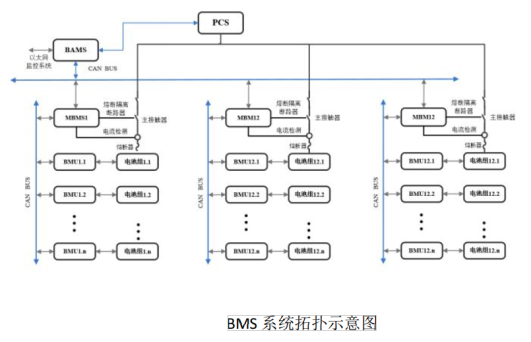 PCS
BAMS
以太网
监控系统
CAN BUS
熔断隔离
断路器
主接触器
MBMS1
电流检测
熔断器
BMU1.1
电池组1.1
BMU1.2
电池组1.2
BMU1.n
电池组1.n
CAN BUS
熔断隔离
断路器
主接触器
MBM12
电流检测
熔断器
BMU12.1
电池组12.1
BMU12.2
电池组12.2
BMU12.n
电池组12.n
CAN BUS
熔断隔离
断路器
主接触器
MBM12
电流检测
熔断器
BMU12.1
电池组12.1
BMU12.2
电池组12.2
BMU12.n
电池组12.n
CAN BUS
BMS 系统拓扑示意图